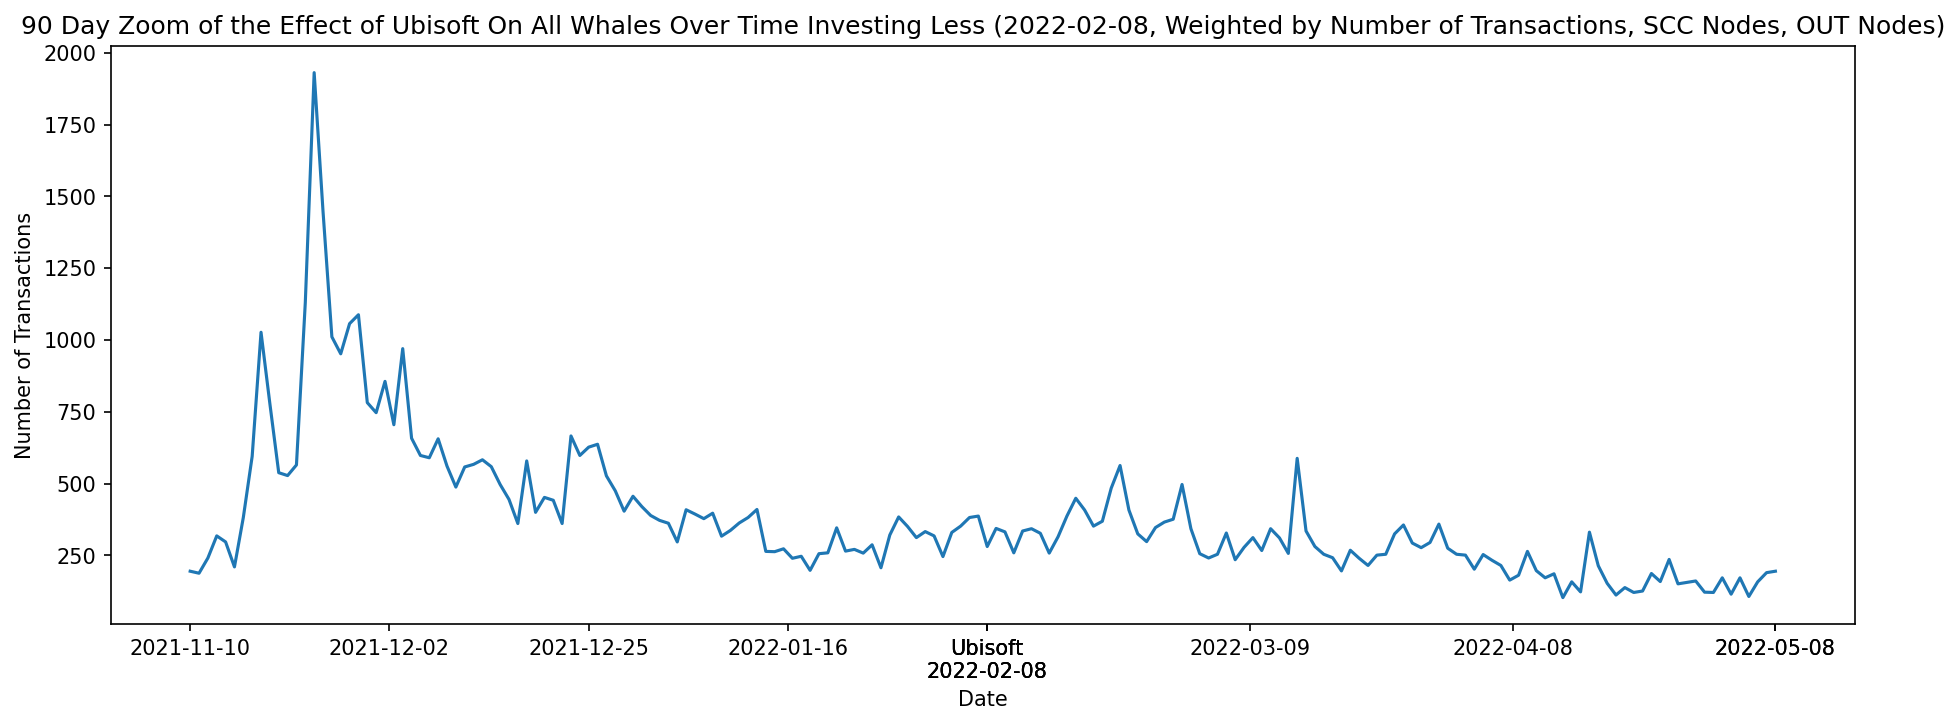 90 Day Zoom of the Effect of Ubisoft On All Whales Over Time Investing Less (2022-02-08, Weighted by Number of Transactions, SCC Nodes, OUT Nodes)
2000
1750
1500
1250
1000
750
500
250
Number of Transactions
2021-11-10 2021-12-02 2021-12-25 2022-01-16 Ubisoft 2022-03-09 2022-04-08 2022-05-08
2022-02-08
Date